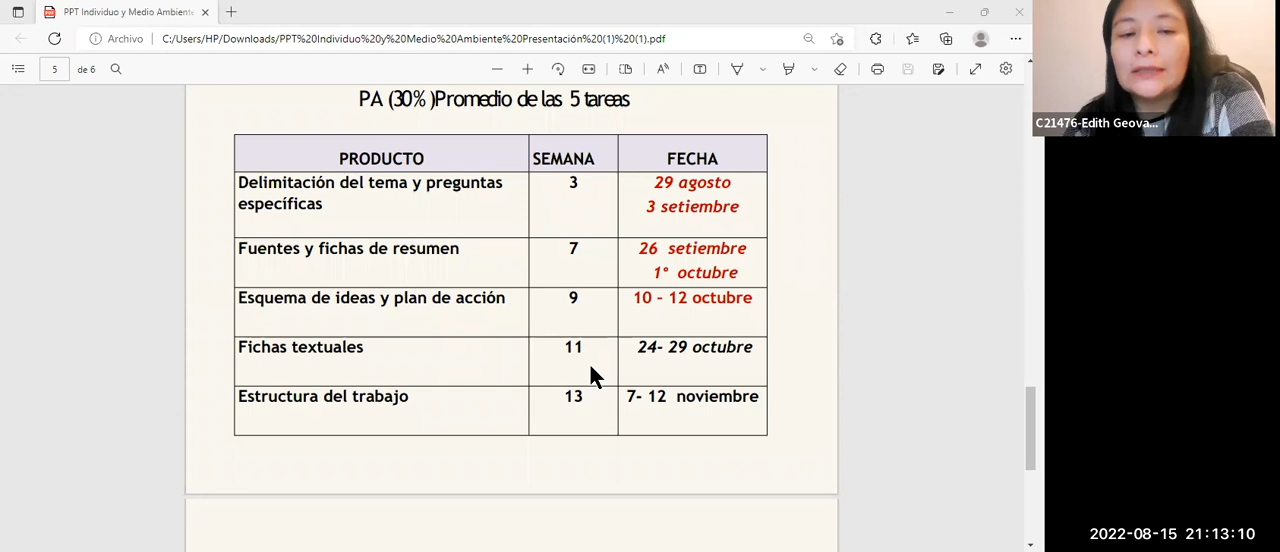 PPT Individuo y Medio Ambiente
Archivo
C:/Users/HP/Downloads/PPT%20Individuo%20y%20Medio%20Ambiente%20Presentación%20(1)%20(1).pdf
5
de 6
C21476-Edith Geova...
PA (30% )Promedio de las 5 tareas
PRODUCTO SEMANA FECHA
Delimitación del tema y preguntas
específicas
3
29 agosto
3 setiembre
Fuentes y fichas de resumen
7
26 setiembre
1° octubre
Esquema de ideas y plan de acción
9
10 - 12 octubre
Fichas textuales
11
24- 29 octubre
Estructura del trabajo
13
7- 12 noviembre
2022-08-15 21:13:10